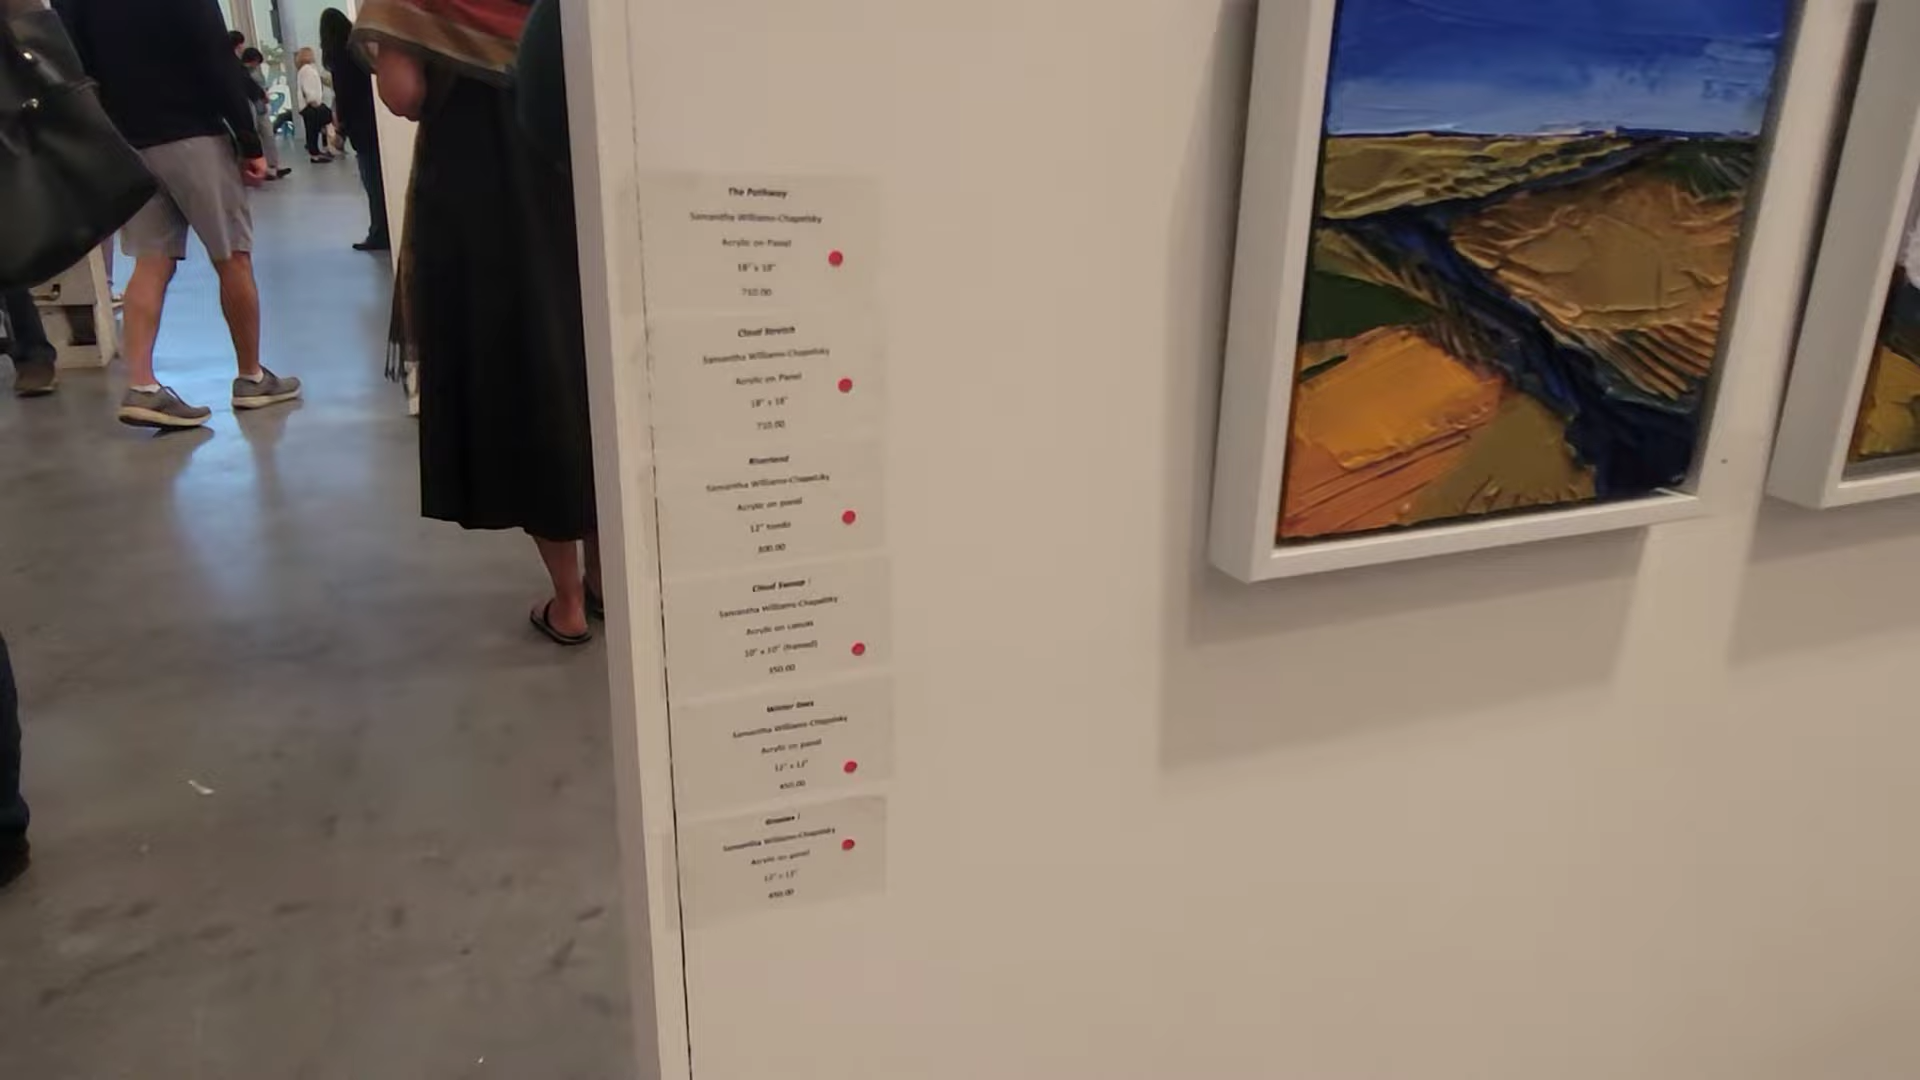 The Pathway
Samantha Williams-Chapelsky
Acrylic on Panel
18" x 18"
710.00
Cloud Stretch
Samantha Williams-Chapelsky
Acrylic on Panel
18" x 18"
710.00
Riverbend
Samantha Williams-Chapelsky
Acrylic on panel
12" tondo
300.00
Cloud Sweep I
Samantha Williams-Chapelsky
Acrylic on canvas
10" x 10" (framed)
350.00
Winter
Samantha Williams-Chapelsky
Acrylic on panel
12" x 12"
450.00
Samantha Williams-Chapelsky
Acrylic on panel
12" x 12"
450.00